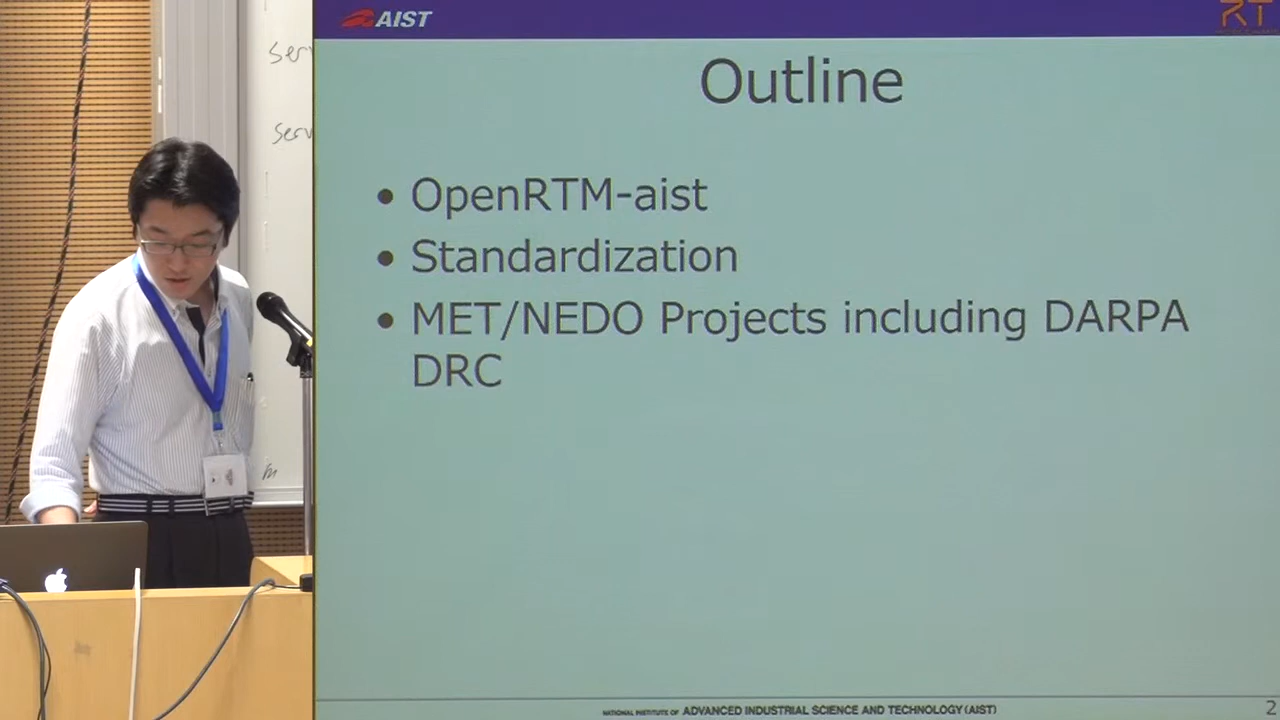 AIST
RT
Outline
• OpenRTM-aist
• Standardization
• MET/NEDO Projects including DARPA
DRC
NATIONAL INSTITUTE OF ADVANCED INDUSTRIAL SCIENCE AND TECHNOLOGY (AIST)
2